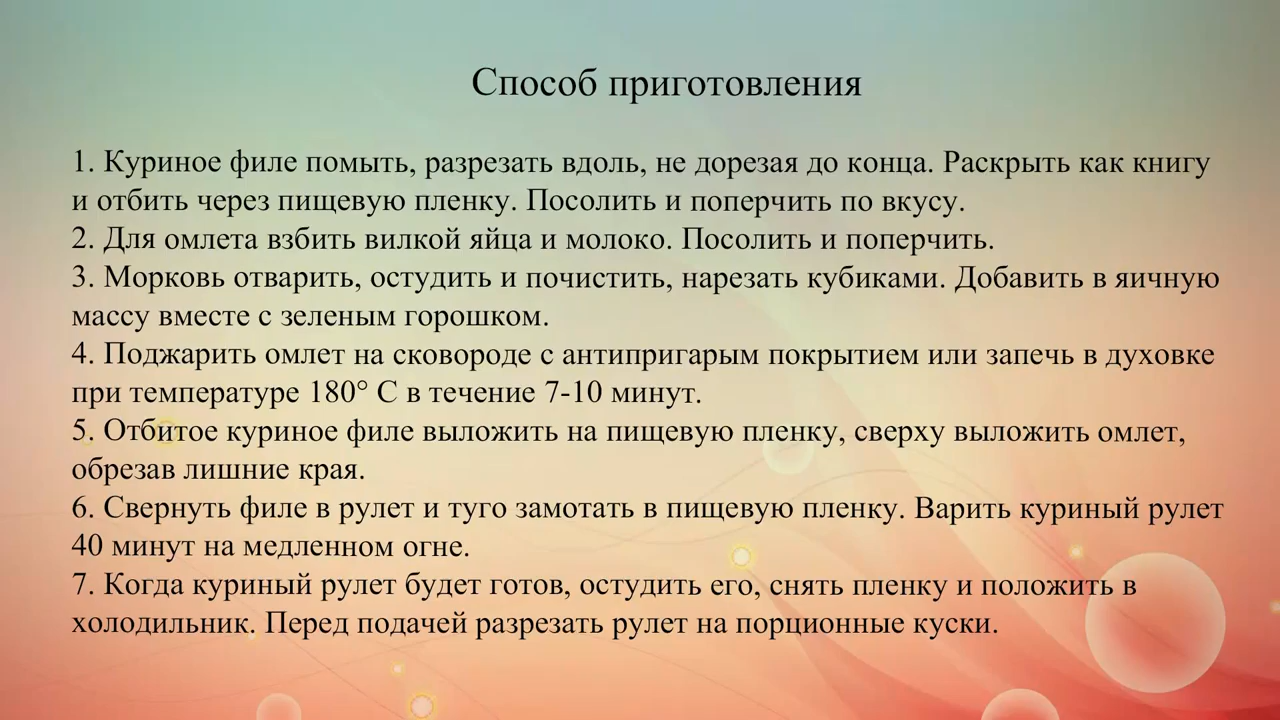 Способ приготовления
1. Куриное филе помыть, разрезать вдоль, не дорезая до конца. Раскрыть как книгу
и отбить через пищевую пленку. Посолить и поперчить по вкусу.
2. Для омлета взбить вилкой яйца и молоко. Посолить и поперчить.
3. Морковь отварить, остудить и почистить, нарезать кубиками. Добавить в яичную
массу вместе с зеленым горошком.
4. Поджарить омлет на сковороде с антипригарым покрытием или запечь в духовке
при температуре 180° С в течение 7-10 минут.
5. Отбитое куриное филе выложить на пищевую пленку, сверху выложить омлет,
обрезав лишние края.
6. Свернуть филе в рулет и туго замотать в пищевую пленку. Варить куриный рулет
40 минут на медленном огне.
7. Когда куриный рулет будет готов, остудить его, снять пленку и положить в
холодильник. Перед подачей разрезать рулет на порционные куски.